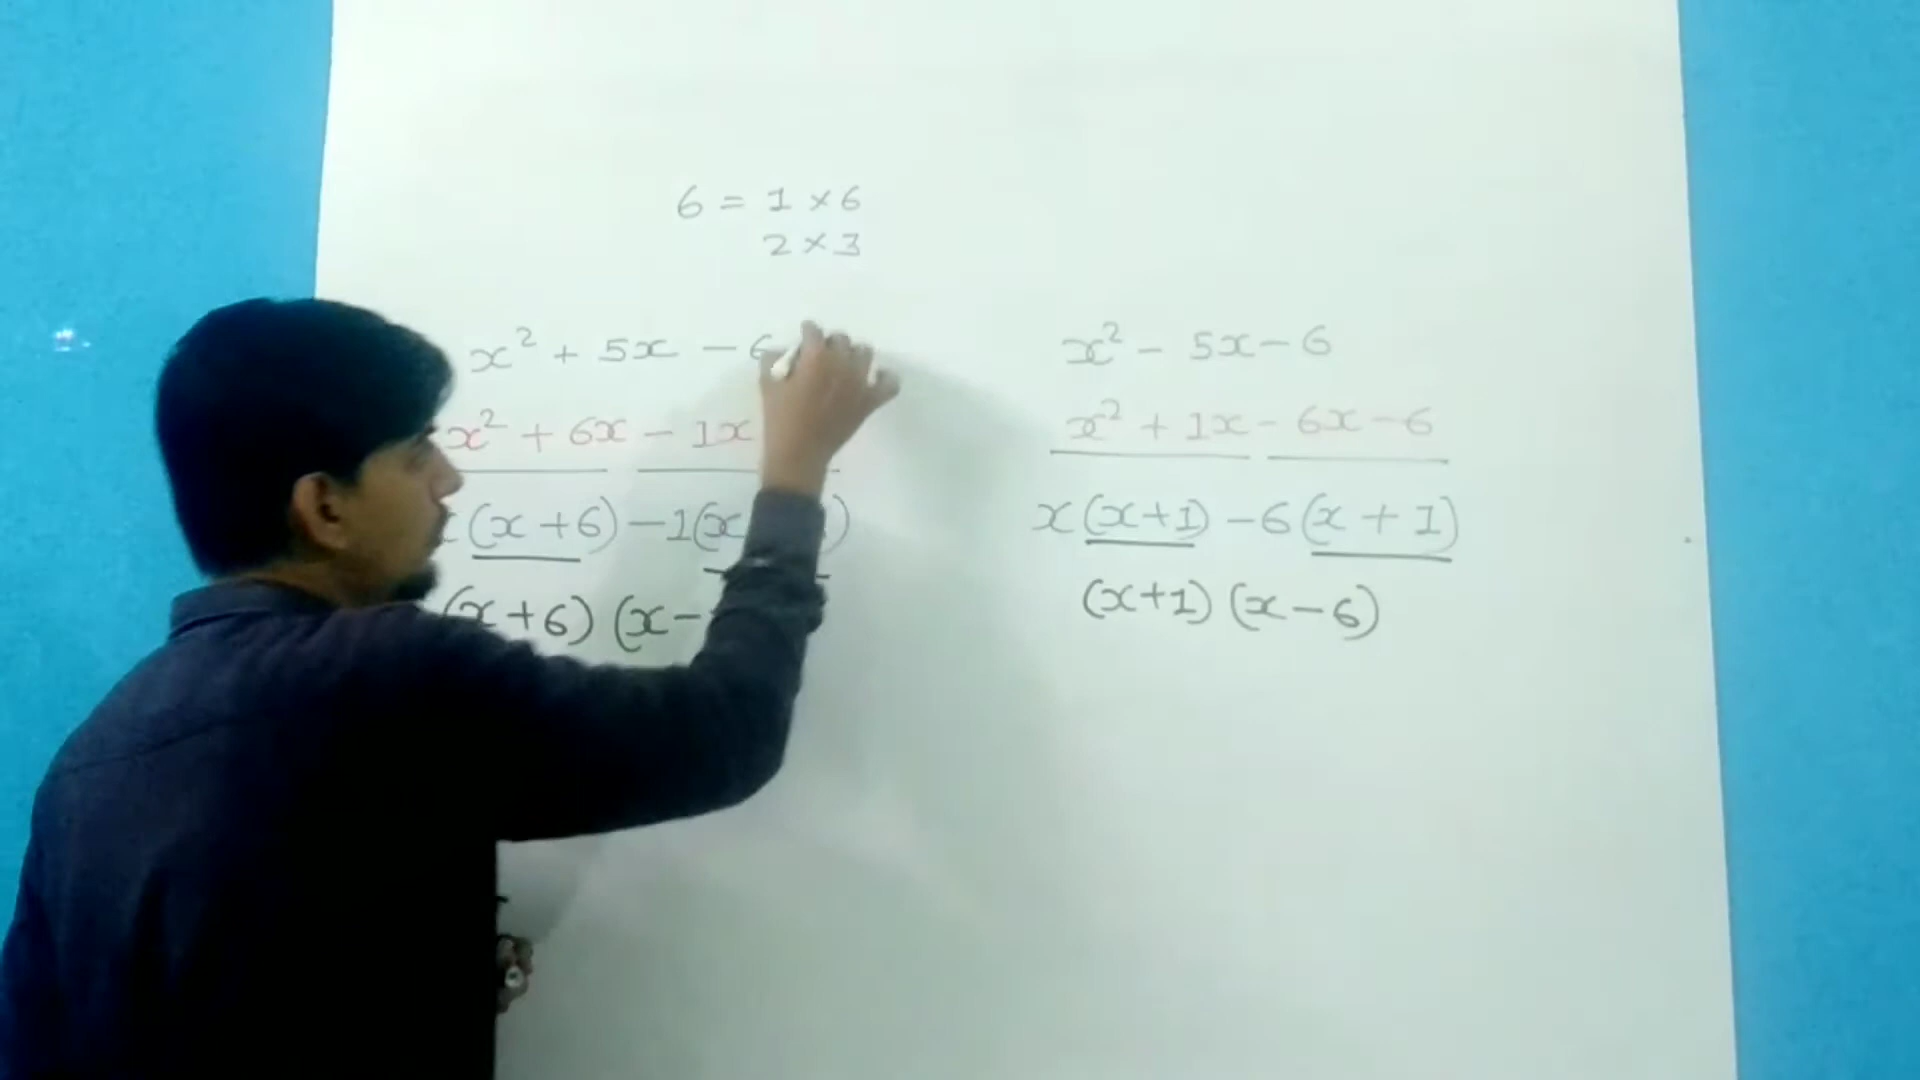 6 = 1 × 6
2 × 3
x² + 5x - 6
x² + 6x - 1x
(x + 6) - 1(x )
(x + 6) (x -
x² - 5x - 6
x² + 1x - 6x - 6
x(x+1) - 6(x + 1)
(x+1) (x - 6)